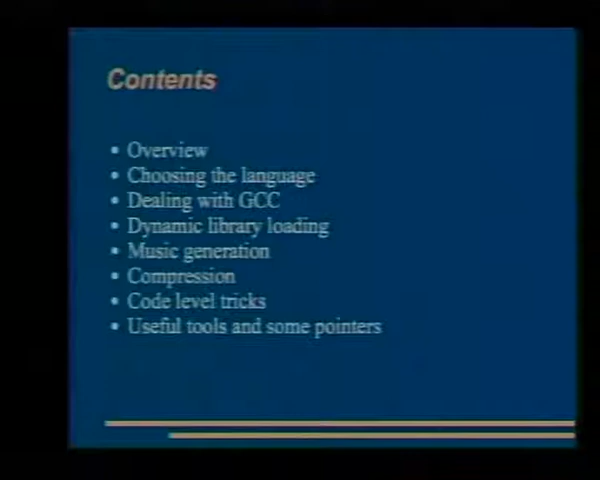 Contents
• Overview
• Choosing the language
• Dealing with GCC
• Dynamic library loading
• Music generation
• Compression
• Code level tricks
• Useful tools and some pointers